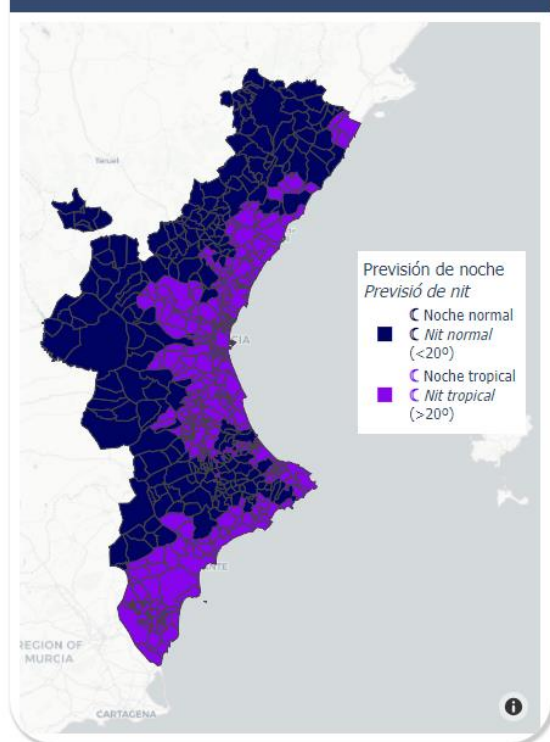 Teruel
Previsión de noche
Previsió de nit
Noche normal
Nit normal
(<20º)
Noche tropical
Nit tropical
(>20º)
REGION OF
MURCIA
CARTAGENA